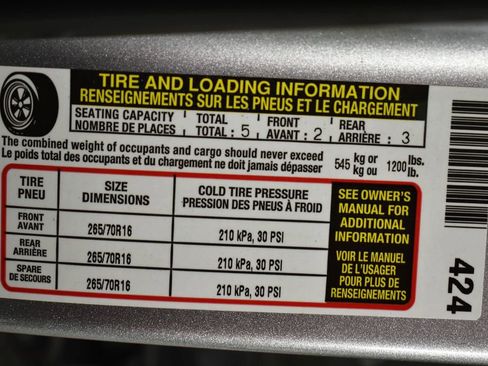 TIRE AND LOADING INFORMATION
RENSEIGNEMENTS SUR LES PNEUS ET LE CHARGEMENT
SEATING CAPACITY TOTAL FRONT REAR
NOMBRE DE PLACES TOTAL: 5 AVANT: 2 ARRIÈRE: 3
The combined weight of occupants and cargo should never exceed 545 kg or 1200 lbs.
Le poids total des occupants et du chargement ne doit jamais dépasser kg ou lb.
TIRE SIZE COLD TIRE PRESSURE
PNEU DIMENSIONS PRESSION DES PNEUS À FROID
FRONT
AVANT 265/70R16 210 kPa, 30 PSI
REAR
ARRIÈRE 265/70R16 210 kPa, 30 PSI
SPARE
DE SECOURS 265/70R16 210 kPa, 30 PSI
SEE OWNER'S
MANUAL FOR
ADDITIONAL
INFORMATION
VOIR LE MANUEL
DE L'USAGER
POUR PLUS DE
RENSEIGNEMENTS
424